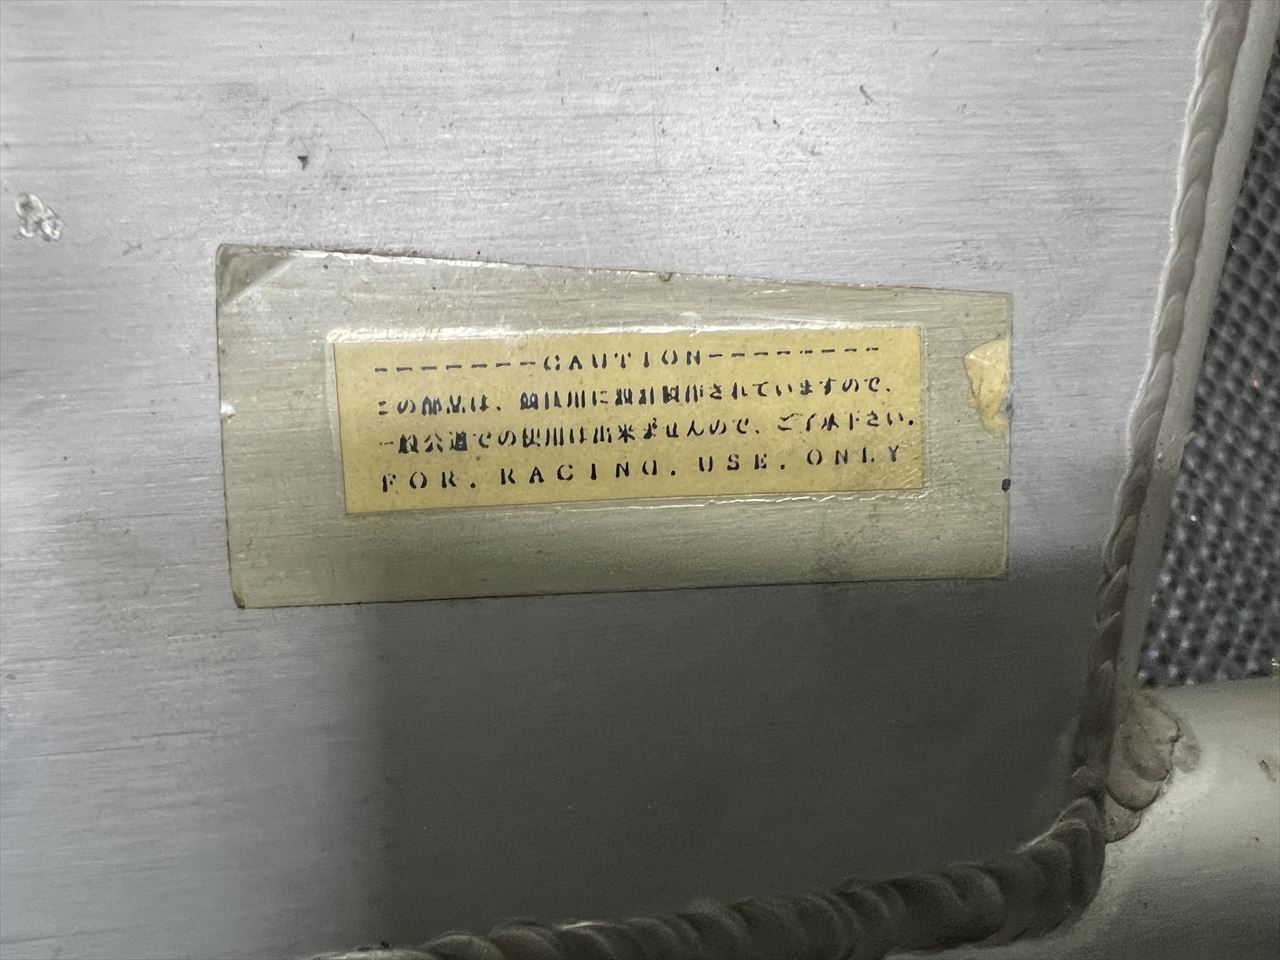 -------CAUTION--------
この部品は、競技用に設計製作されていますので、
一般公道での使用は出来ませんので、ご了承下さい。
FOR. RACING. USE. ONLY